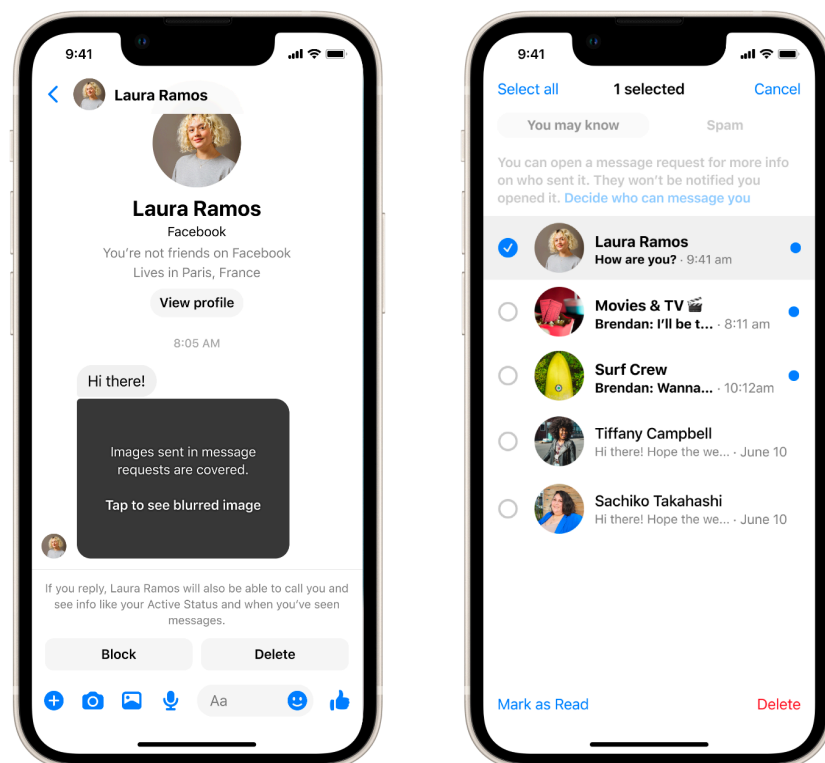 9:41
Laura Ramos
Laura Ramos
Facebook
You're not friends on Facebook
Lives in Paris, France
View profile
8:05 AM
Hi there!
Images sent in message
requests are covered.
Tap to see blurred image
If you reply, Laura Ramos will also be able to call you and
see info like your Active Status and when you've seen
messages.
Block
Delete
Aa
9:41
Select all
1 selected
Cancel
You may know
Spam
You can open a message request for more info
on who sent it. They won't be notified you
opened it. Decide who can message you
Laura Ramos
How are you? · 9:41 am
Movies & TV 🎬
Brendan: I'll be t... · 8:11 am
Surf Crew
Brendan: Wanna... · 10:12am
Tiffany Campbell
Hi there! Hope the we... · June 10
Sachiko Takahashi
Hi there! Hope the we... · June 10
Mark as Read
Delete